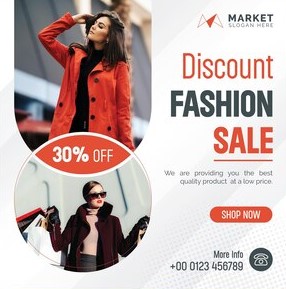 MARKET
SLOGAN HERE
Discount
FASHION
SALE
30% OFF
We are providing you the best
quality product at a low price.
SHOP NOW
More Info
+00 0123 456789